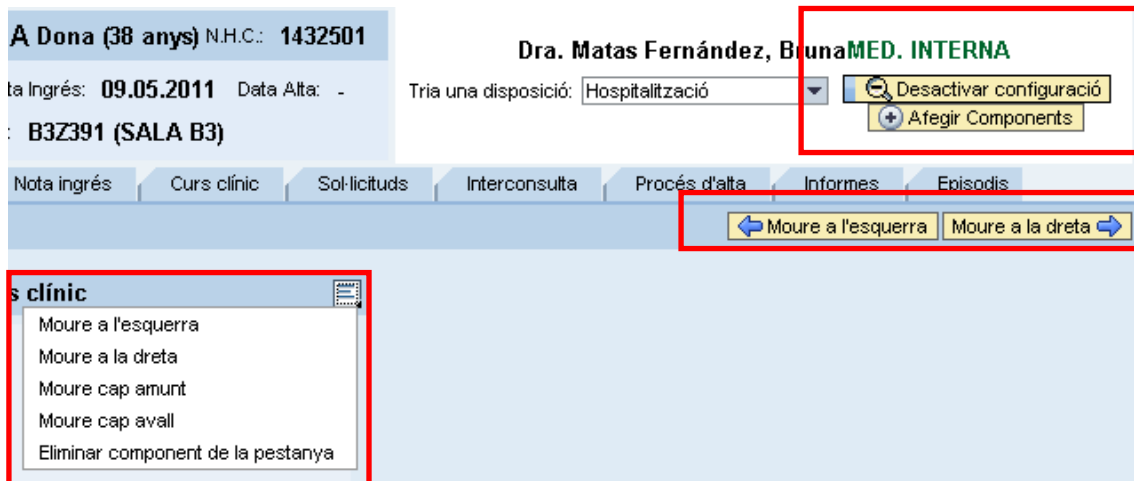 A Dona (38 anys) N.H.C.: 1432501
Dra. Matas Fernández, Bruna MED. INTERNA
ta Ingrés: 09.05.2011 Data Alta: -
Tria una disposició: Hospitalització
Desactivar configuració
Afegir Components
: B3Z391 (SALA B3)
Nota ingrés Curs clínic Sol·licituds Interconsulta Procés d'alta Informes Episodis
Moure a l'esquerra Moure a la dreta
s clínic
Moure a l'esquerra
Moure a la dreta
Moure cap amunt
Moure cap avall
Eliminar component de la pestanya